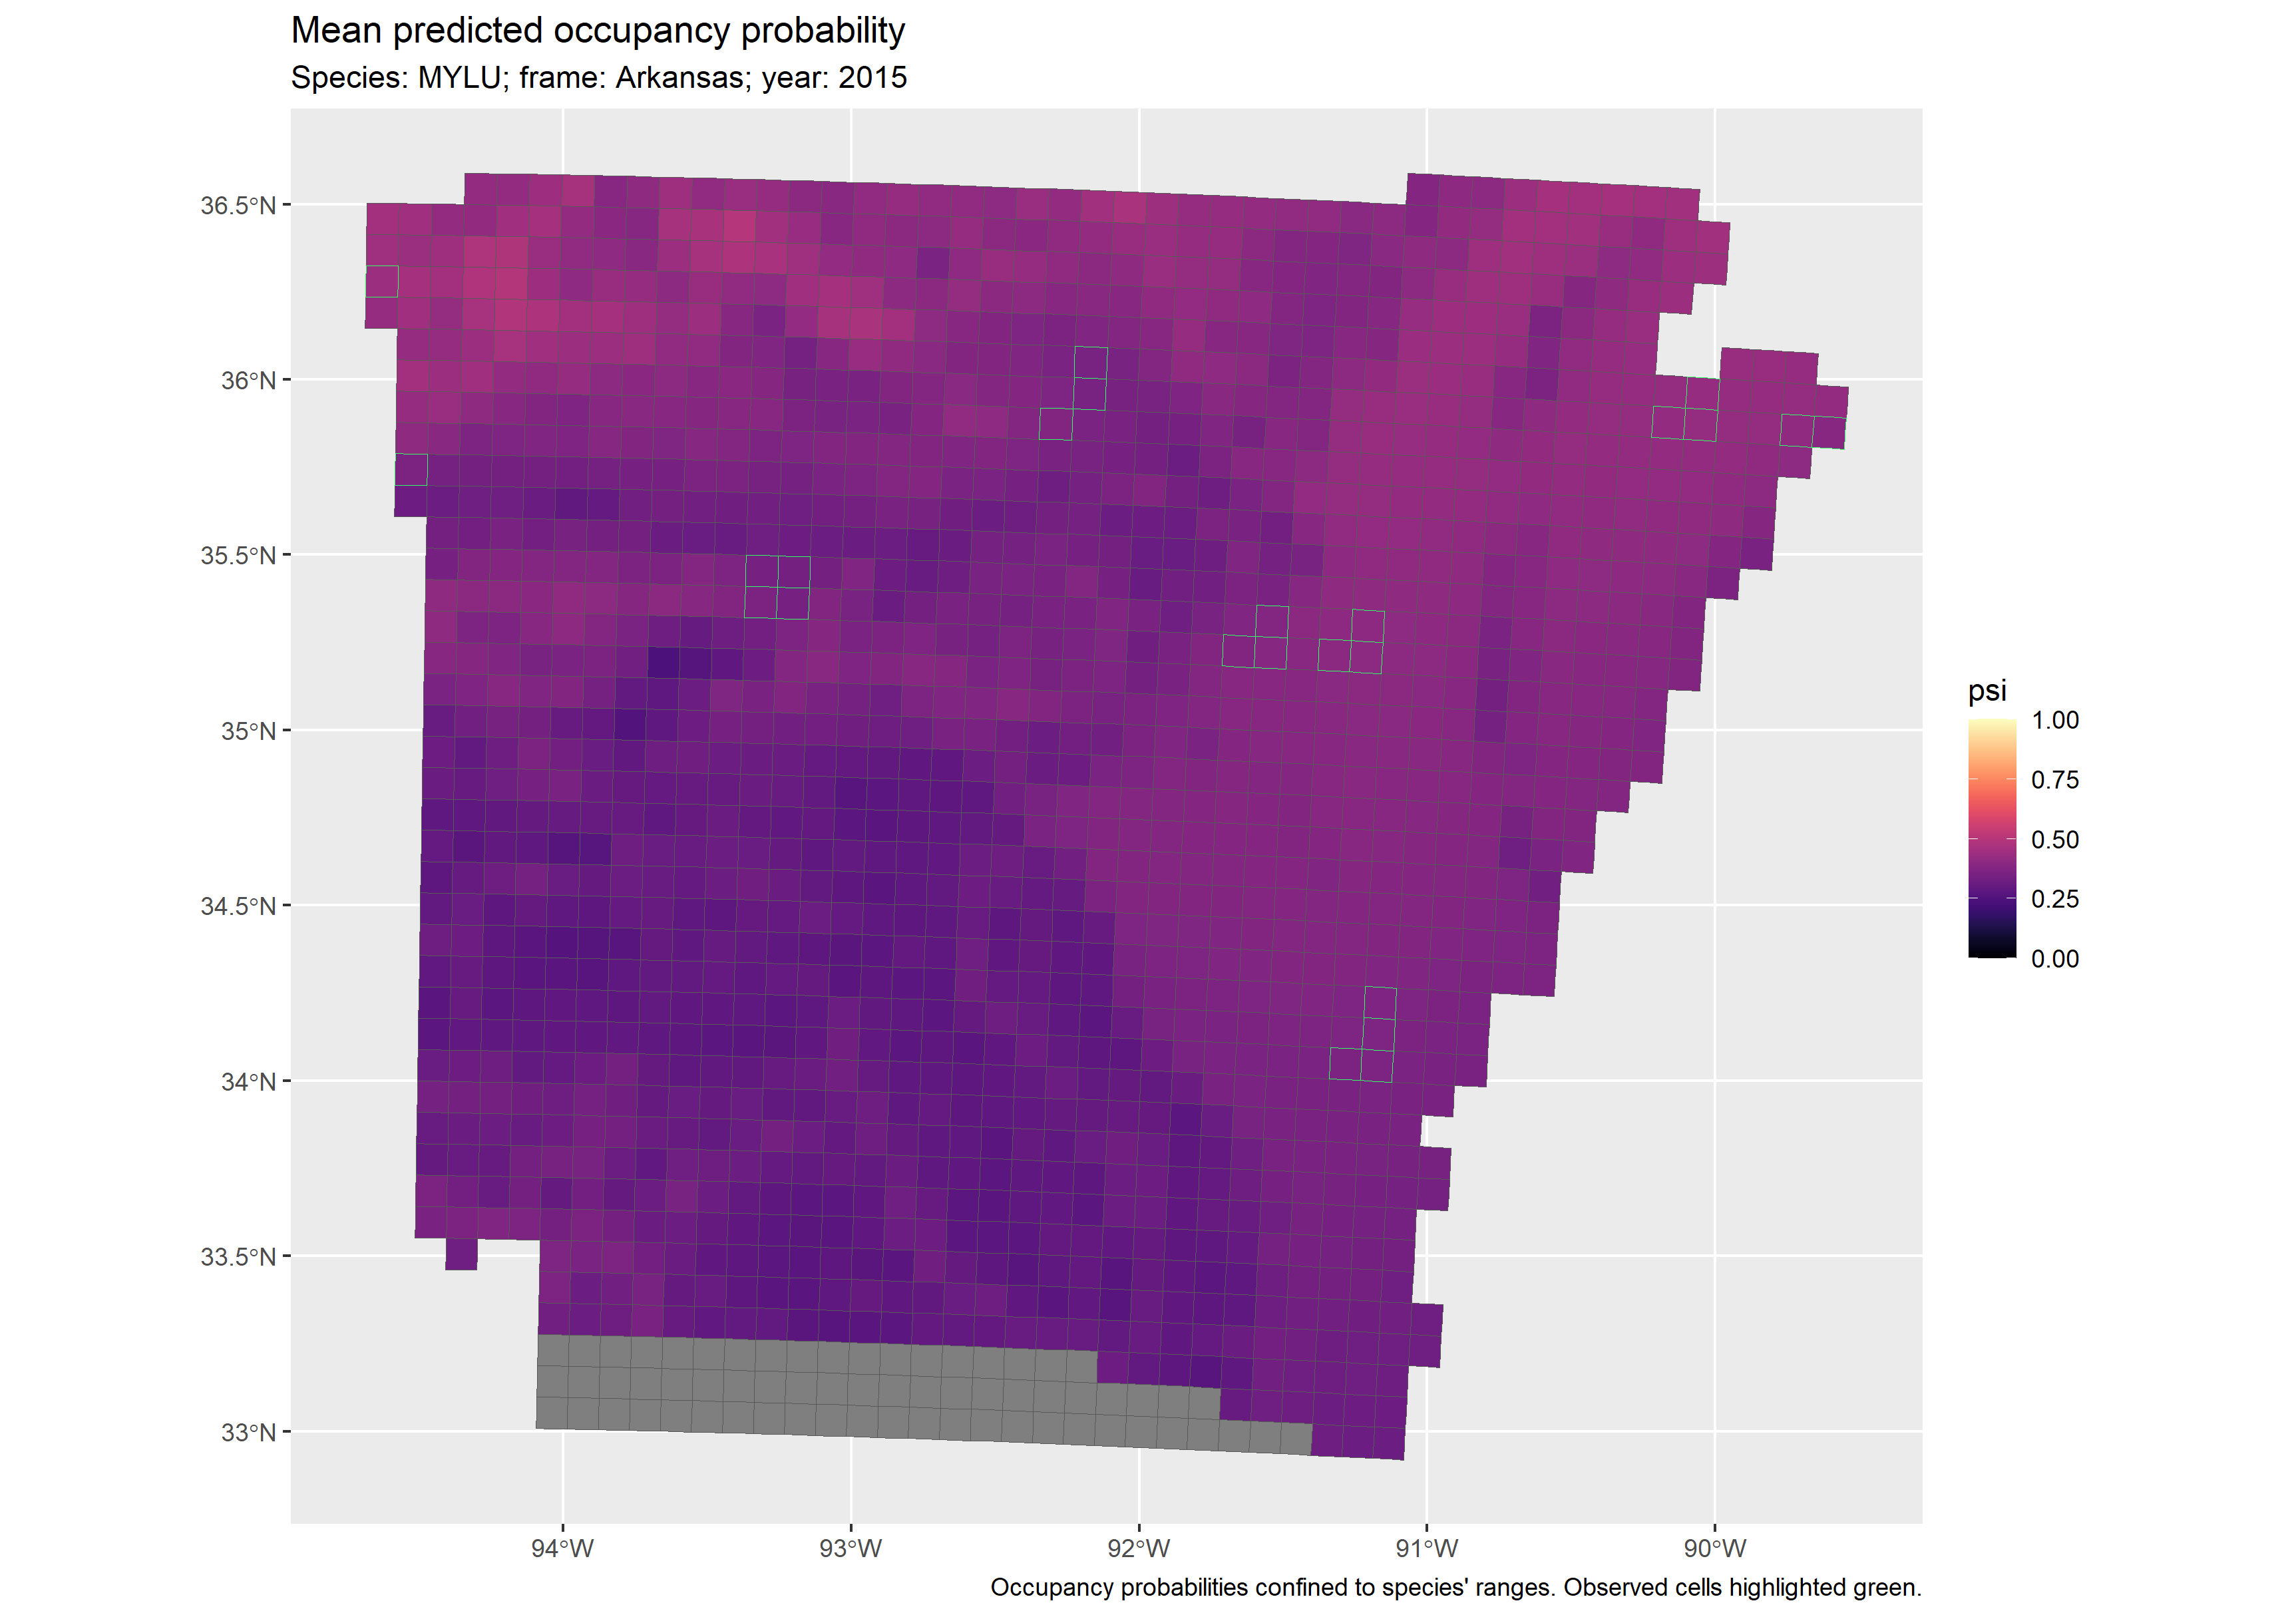 Mean predicted occupancy probability
Species: MYLU; frame: Arkansas; year: 2015
36.5°N
36°N
35.5°N
35°N
34.5°N
34°N
33.5°N
33°N
94°W
93°W
92°W
91°W
90°W
psi
1.00
0.75
0.50
0.25
0.00
Occupancy probabilities confined to species' ranges. Observed cells highlighted green.